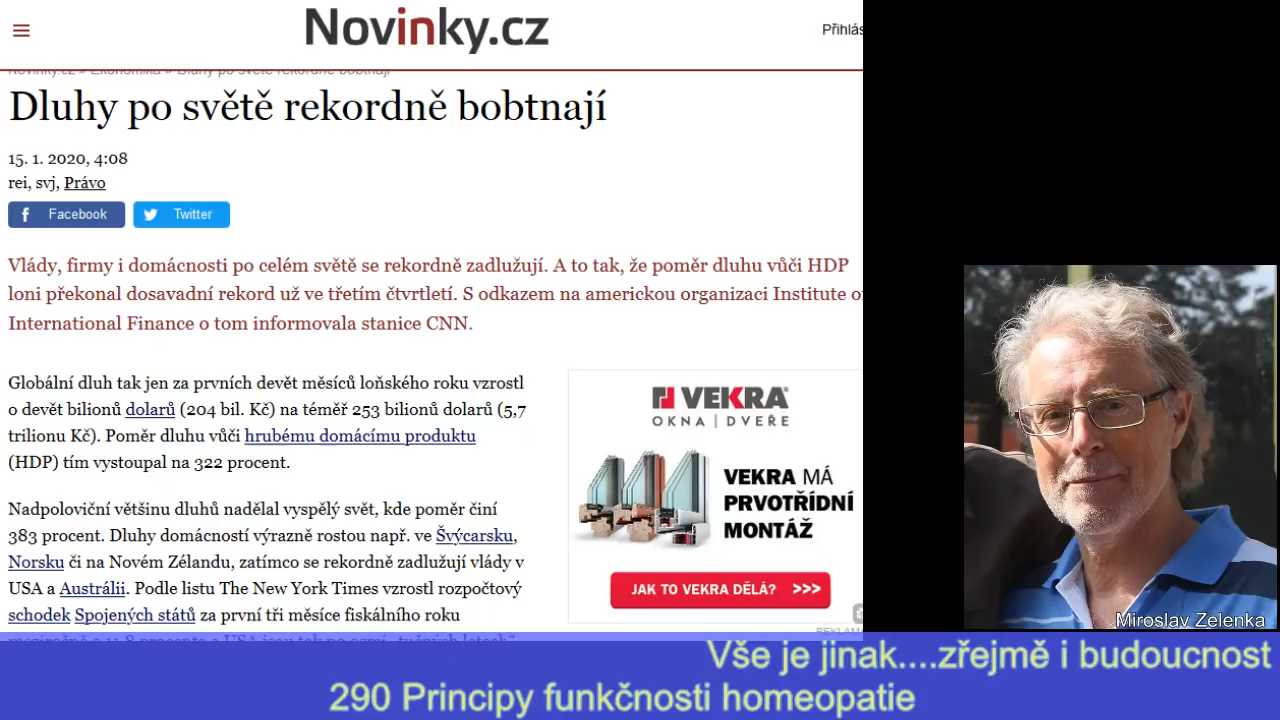 Novinky.cz
Přihlás
Novinky.cz » Ekonomika » Dluhy po světě rekordně bobtnají
Dluhy po světě rekordně bobtnají
15. 1. 2020, 4:08
rei, svj, Právo
Facebook
Twitter
Vlády, firmy i domácnosti po celém světě se rekordně zadlužují. A to tak, že poměr dluhu vůči HDP
loni překonal dosavadní rekord už ve třetím čtvrtletí. S odkazem na americkou organizaci Institute o
International Finance o tom informovala stanice CNN.
Globální dluh tak jen za prvních devět měsíců loňského roku vzrostl
o devět bilionů dolarů (204 bil. Kč) na téměř 253 bilionů dolarů (5,7
trilionu Kč). Poměr dluhu vůči hrubému domácímu produktu
(HDP) tím vystoupal na 322 procent.
Nadpoloviční většinu dluhů nadělal vyspělý svět, kde poměr činí
383 procent. Dluhy domácností výrazně rostou např. ve Švýcarsku,
Norsku či na Novém Zélandu, zatímco se rekordně zadlužují vlády v
USA a Austrálii. Podle listu The New York Times vzrostl rozpočtový
schodek Spojených států za první tři měsíce fiskálního roku
VEKRA
OKNA | DVEŘE
VEKRA MÁ
PRVOTŘÍDNÍ
MONTÁŽ
JAK TO VEKRA DĚLÁ? >>>
Miroslav Zelenka
Vše je jinak....zřejmě i budoucnost
290 Principy funkčnosti homeopatie